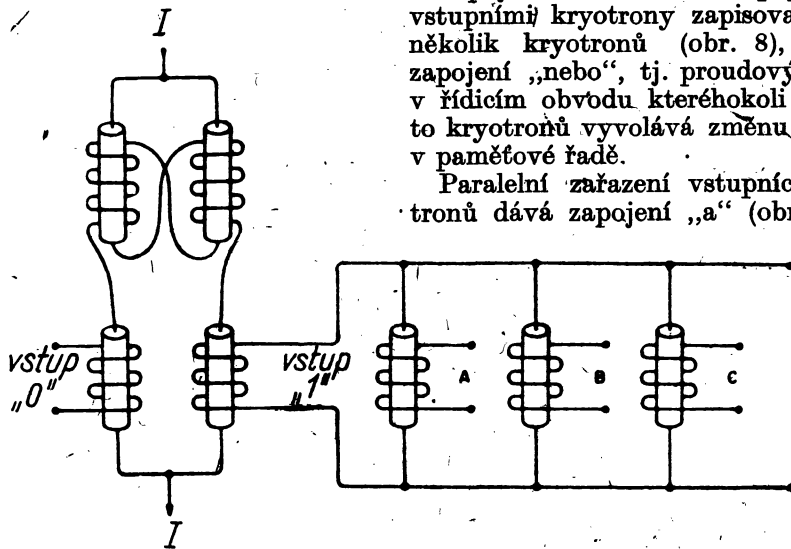 vstupními kryotrony zapisova
několik kryotronů (obr. 8),
zapojení „nebo“, tj. proudový
v řídicím obvodu kteréhokoli
to kryotronů vyvolává změnu
v paměťové řadě.
Paralelní zařazení vstupníc
tronů dává zapojení „a“ (obr
I
vstup
„0“
vstup
„1“
A
B
C
I